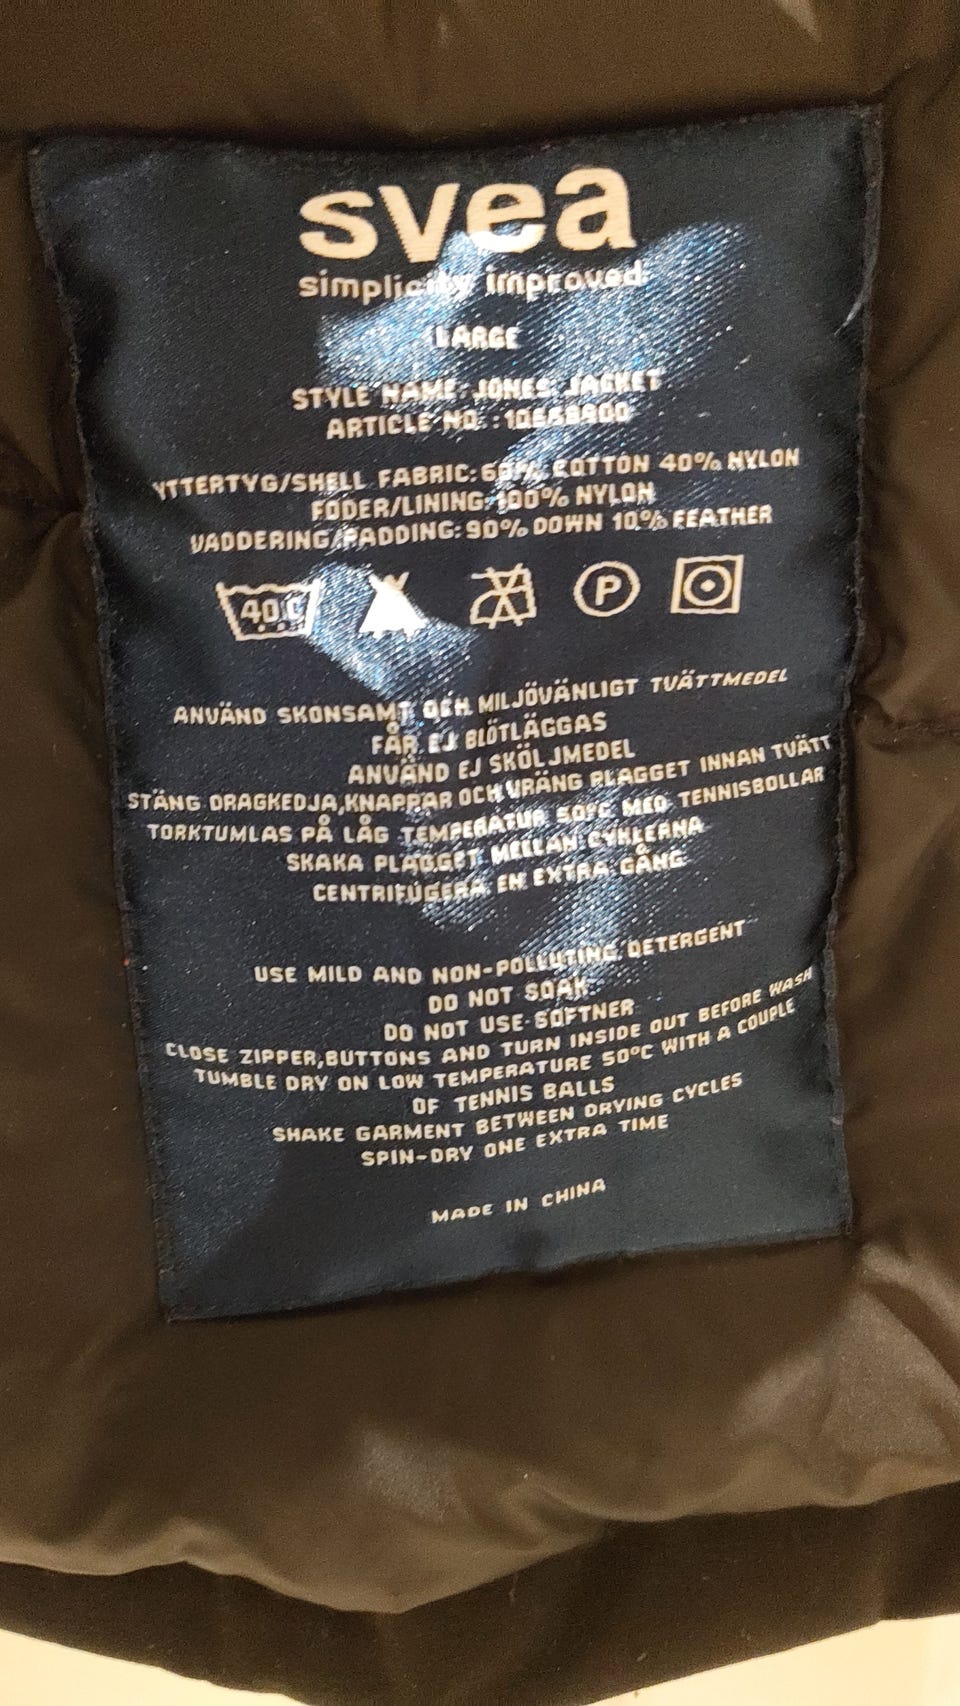 svea
simplicity improved
LARGE
STYLE NAME: JONES JACKET
ARTICLE NO.:
YTTERTYG/SHELL FABRIC: 60% COTTON 40% NYLON
FODER/LINING: 100% NYLON
VADDERING/PADDING: 90% DOWN 10% FEATHER
40 C P
ANVÄND SKONSAMT OCH MILJÖVÄNLIGT TVÄTTMEDEL
FÅR EJ BLÖTLÄGGAS
ANVÄND EJ SKÖLJMEDEL
STÄNG DRAGKEDJA,KNAPPAR OCH VRÄNG PLAGGET INNAN TVÄTT
TORKTUMLAS PÅ LÅG TEMPERATUR 50°C MED TENNISBOLLAR
SKAKA PLAGGET MELLAN CYKLERNA
CENTRIFUGERA EN EXTRA GÅNG
USE MILD AND NON-POLLUTING DETERGENT
DO NOT SOAK
DO NOT USE SOFTNER
CLOSE ZIPPER,BUTTONS AND TURN INSIDE OUT BEFORE WASH
TUMBLE DRY ON LOW TEMPERATURE 50°C WITH A COUPLE
OF TENNIS BALLS
SHAKE GARMENT BETWEEN DRYING CYCLES
SPIN-DRY ONE EXTRA TIME
MADE IN CHINA